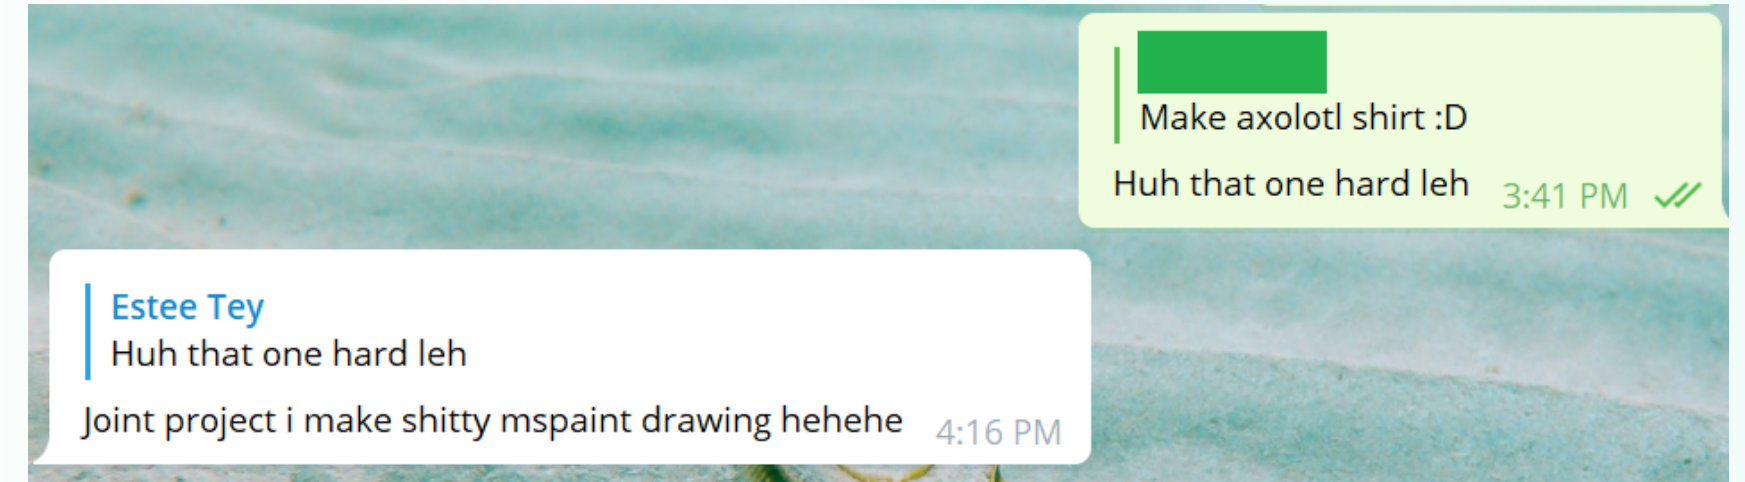 Make axolotl shirt :D
Huh that one hard leh 3:41 PM
Estee Tey
Huh that one hard leh
Joint project i make shitty mspaint drawing hehehe 4:16 PM